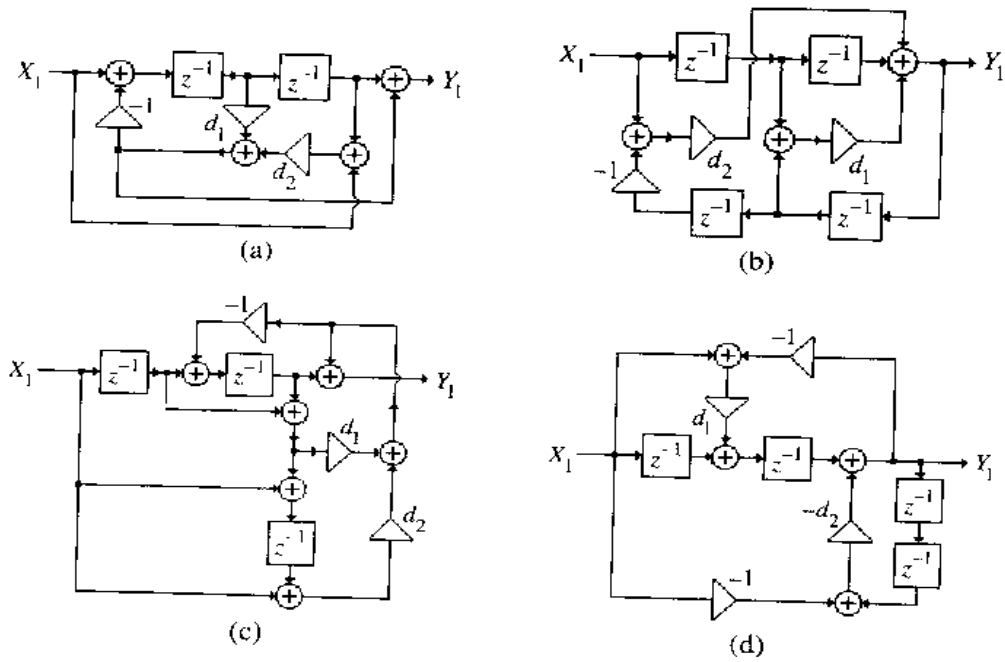 X₁ z⁻¹ z⁻¹ Y₁
−1 d₁ d₂
(a)
X₁ z⁻¹ z⁻¹ Y₁
d₂ d₁
−1 z⁻¹ z⁻¹
(b)
−1
X₁ z⁻¹ z⁻¹ Y₁
d₁
z⁻¹ d₂
(c)
−1
d₁
X₁ z⁻¹ z⁻¹ Y₁
−d₂ z⁻¹
z⁻¹
−1
(d)